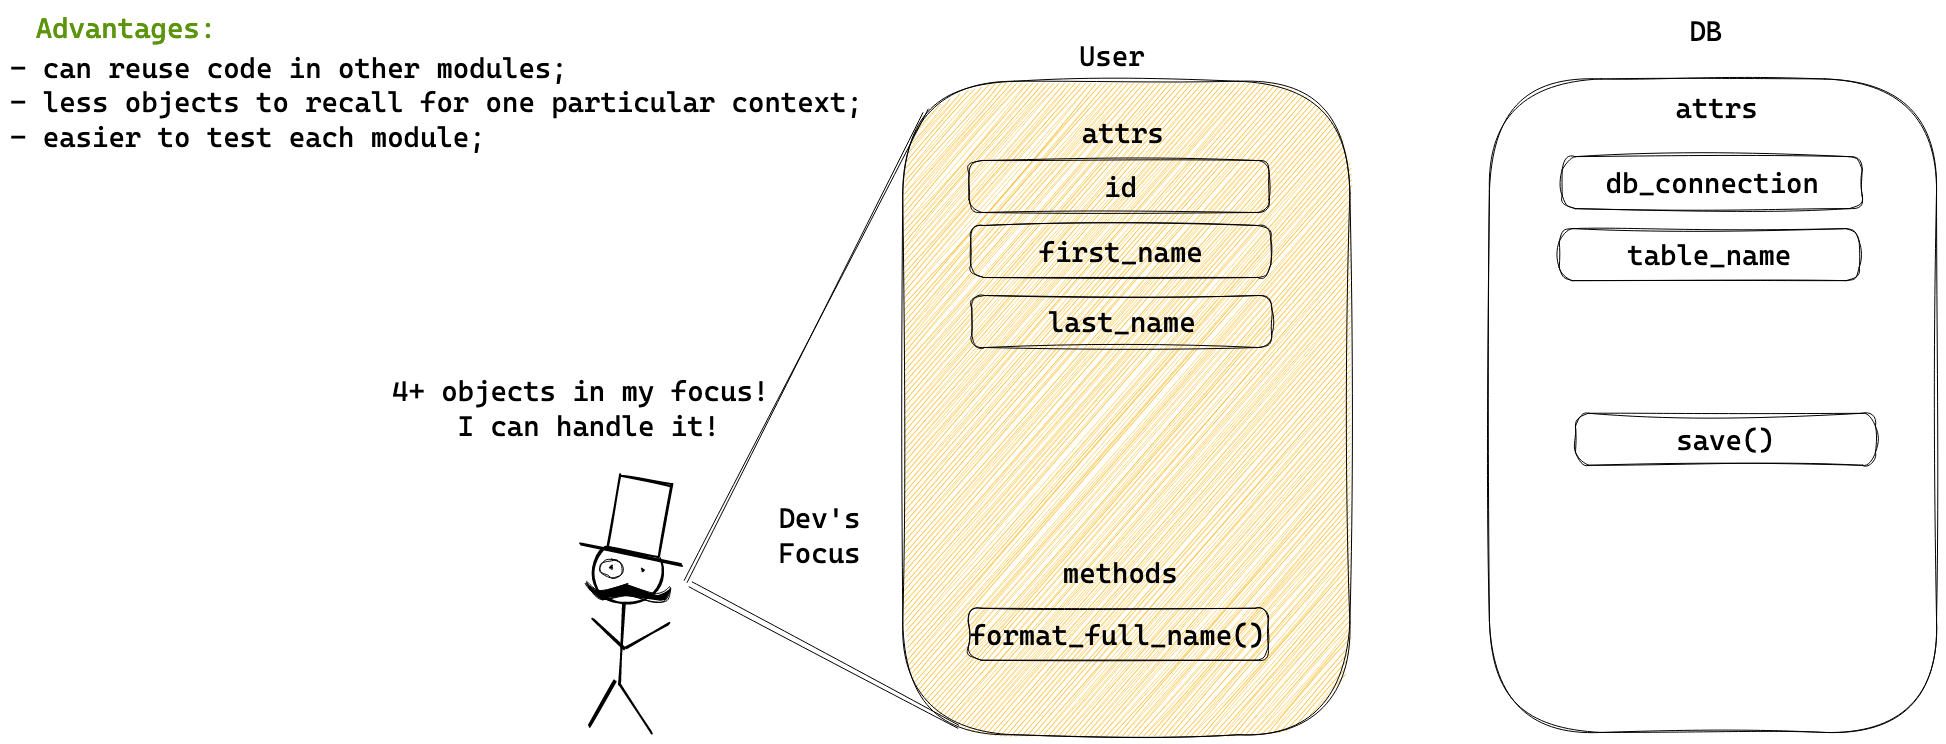 Advantages:
- can reuse code in other modules;
- less objects to recall for one particular context;
- easier to test each module;
4+ objects in my focus!
I can handle it!
Dev's
Focus
User
attrs
id
first_name
last_name
methods
format_full_name()
DB
attrs
db_connection
table_name
save()